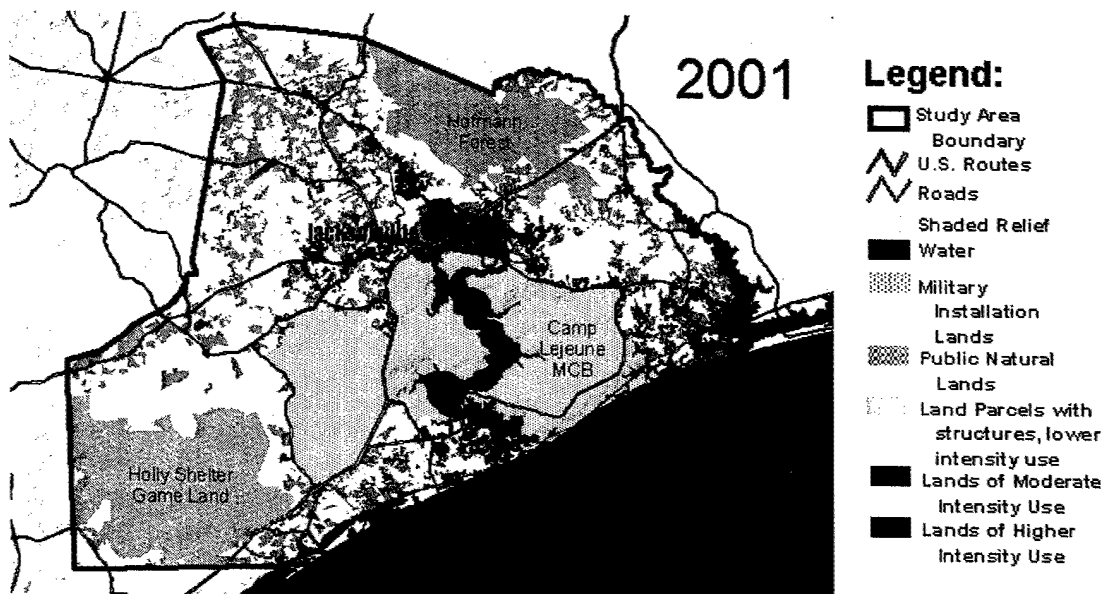 2001
Hofmann
Forest
Jacksonville
Camp
Lejeune
MCB
Holly Shelter
Game Land
Legend:
Study Area
Boundary
U.S. Routes
Roads
Shaded Relief
Water
Military
Installation
Lands
Public Natural
Lands
Land Parcels with
structures, lower
intensity use
Lands of Moderate
Intensity Use
Lands of Higher
Intensity Use